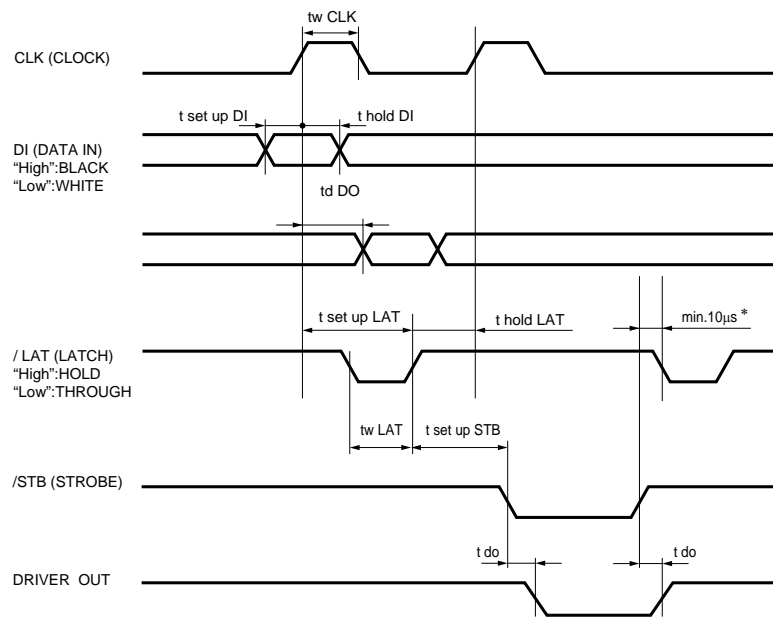 tw CLK
CLK (CLOCK)
t set up DI
t hold DI
DI (DATA IN)
“High”:BLACK
“Low”:WHITE
td DO
t set up LAT
t hold LAT
min.10µs *
/ LAT (LATCH)
“High”:HOLD
“Low”:THROUGH
tw LAT
t set up STB
/STB (STROBE)
t do
t do
DRIVER OUT